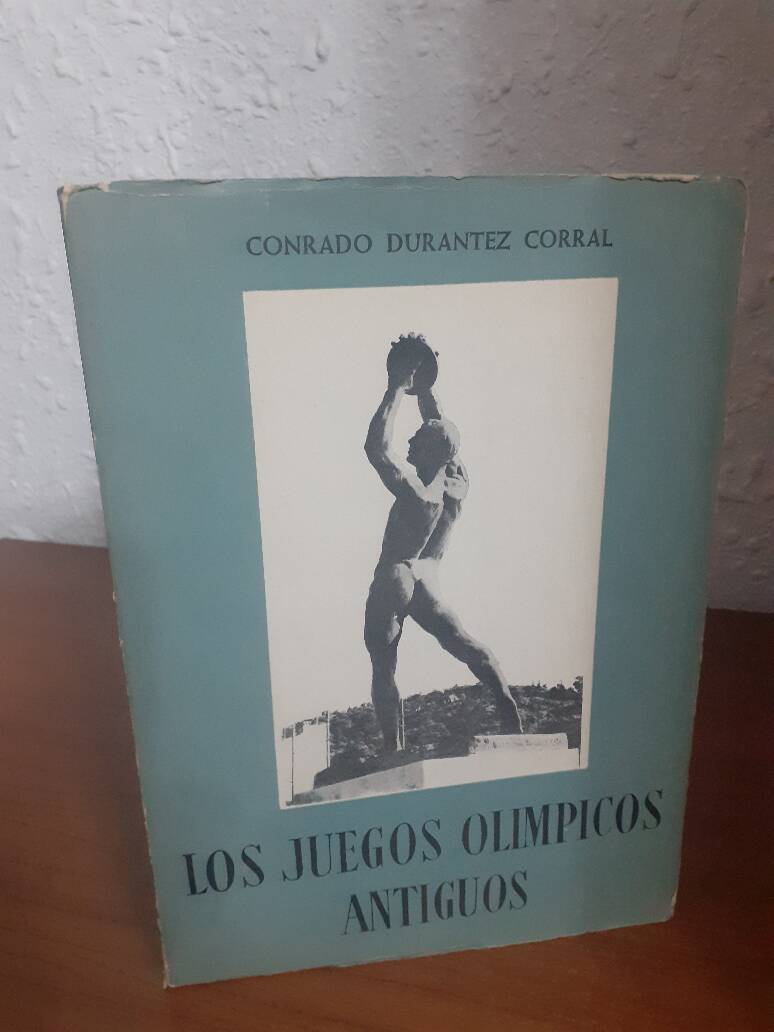 CONRADO DURANTEZ CORRAL
LOS JUEGOS OLIMPICOS
ANTIGUOS